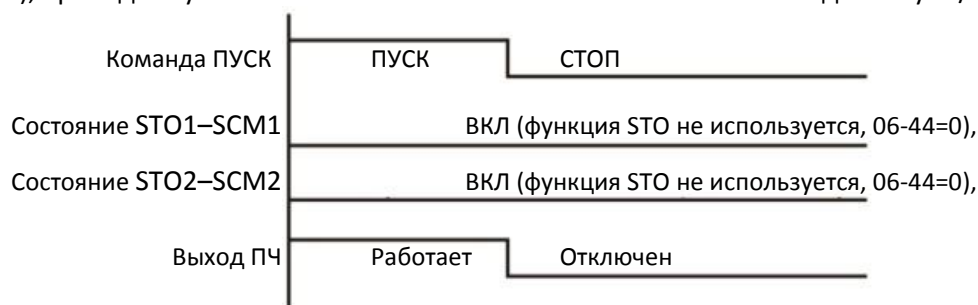 Команда ПУСК ПУСК СТОП
Состояние STO1–SCM1 ВКЛ (функция STO не используется, 06-44=0),
Состояние STO2–SCM2 ВКЛ (функция STO не используется, 06-44=0),
Выход ПЧ Работает Отключен